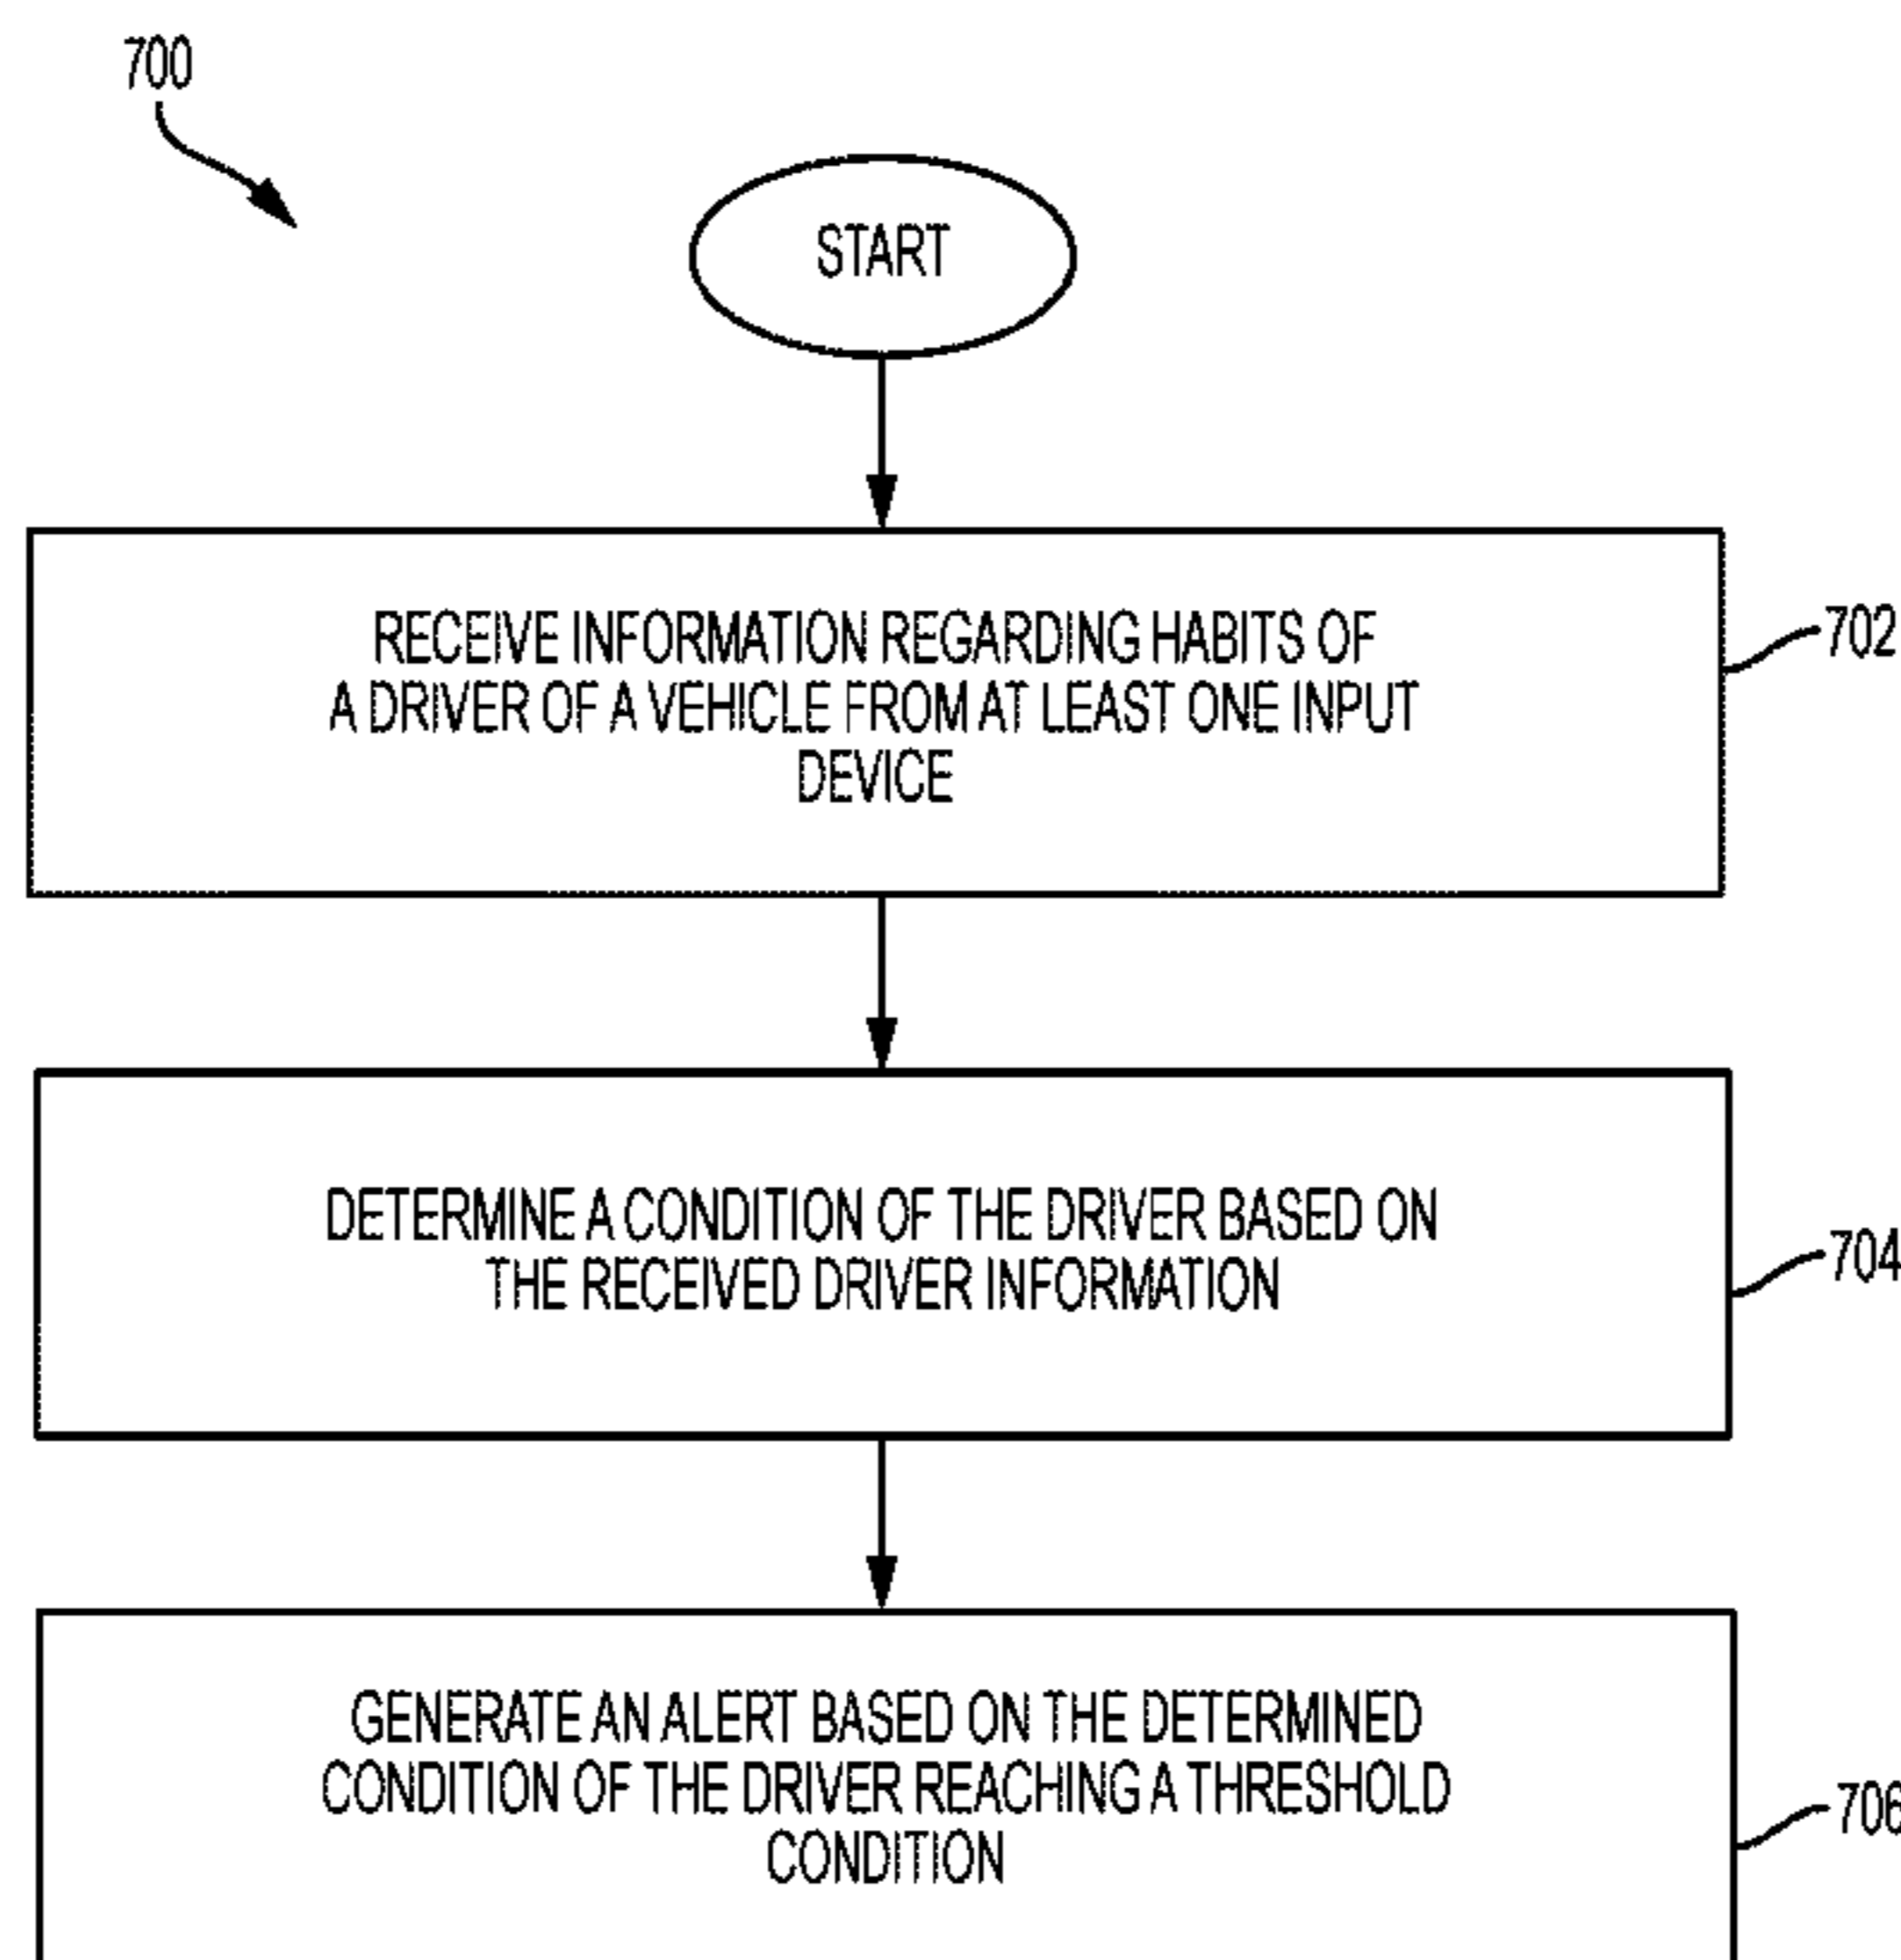 700
START
RECEIVE INFORMATION REGARDING HABITS OF
A DRIVER OF A VEHICLE FROM AT LEAST ONE INPUT
DEVICE
702
DETERMINE A CONDITION OF THE DRIVER BASED ON
THE RECEIVED DRIVER INFORMATION
704
GENERATE AN ALERT BASED ON THE DETERMINED
CONDITION OF THE DRIVER REACHING A THRESHOLD
CONDITION
706